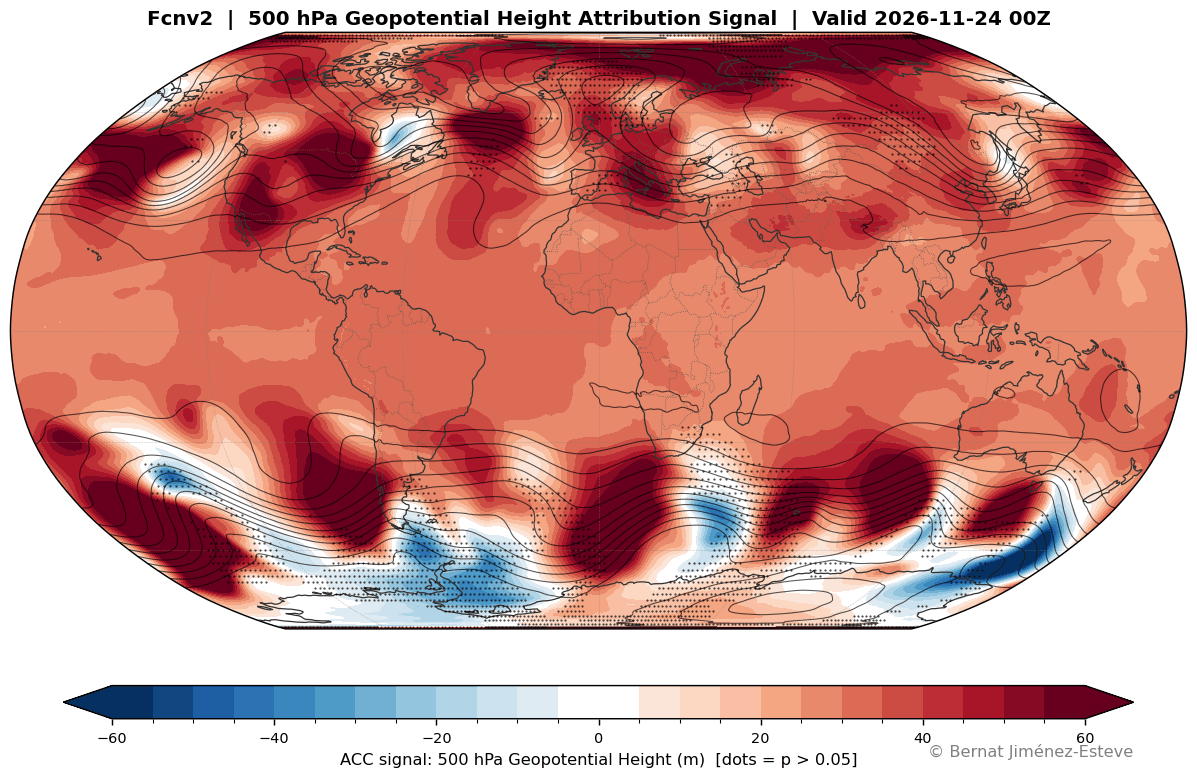 Fcnv2 | 500 hPa Geopotential Height Attribution Signal | Valid 2026-11-24 00Z
−60 −40 −20 0 20 40 60
ACC signal: 500 hPa Geopotential Height (m) [dots = p > 0.05]
© Bernat Jiménez-Esteve